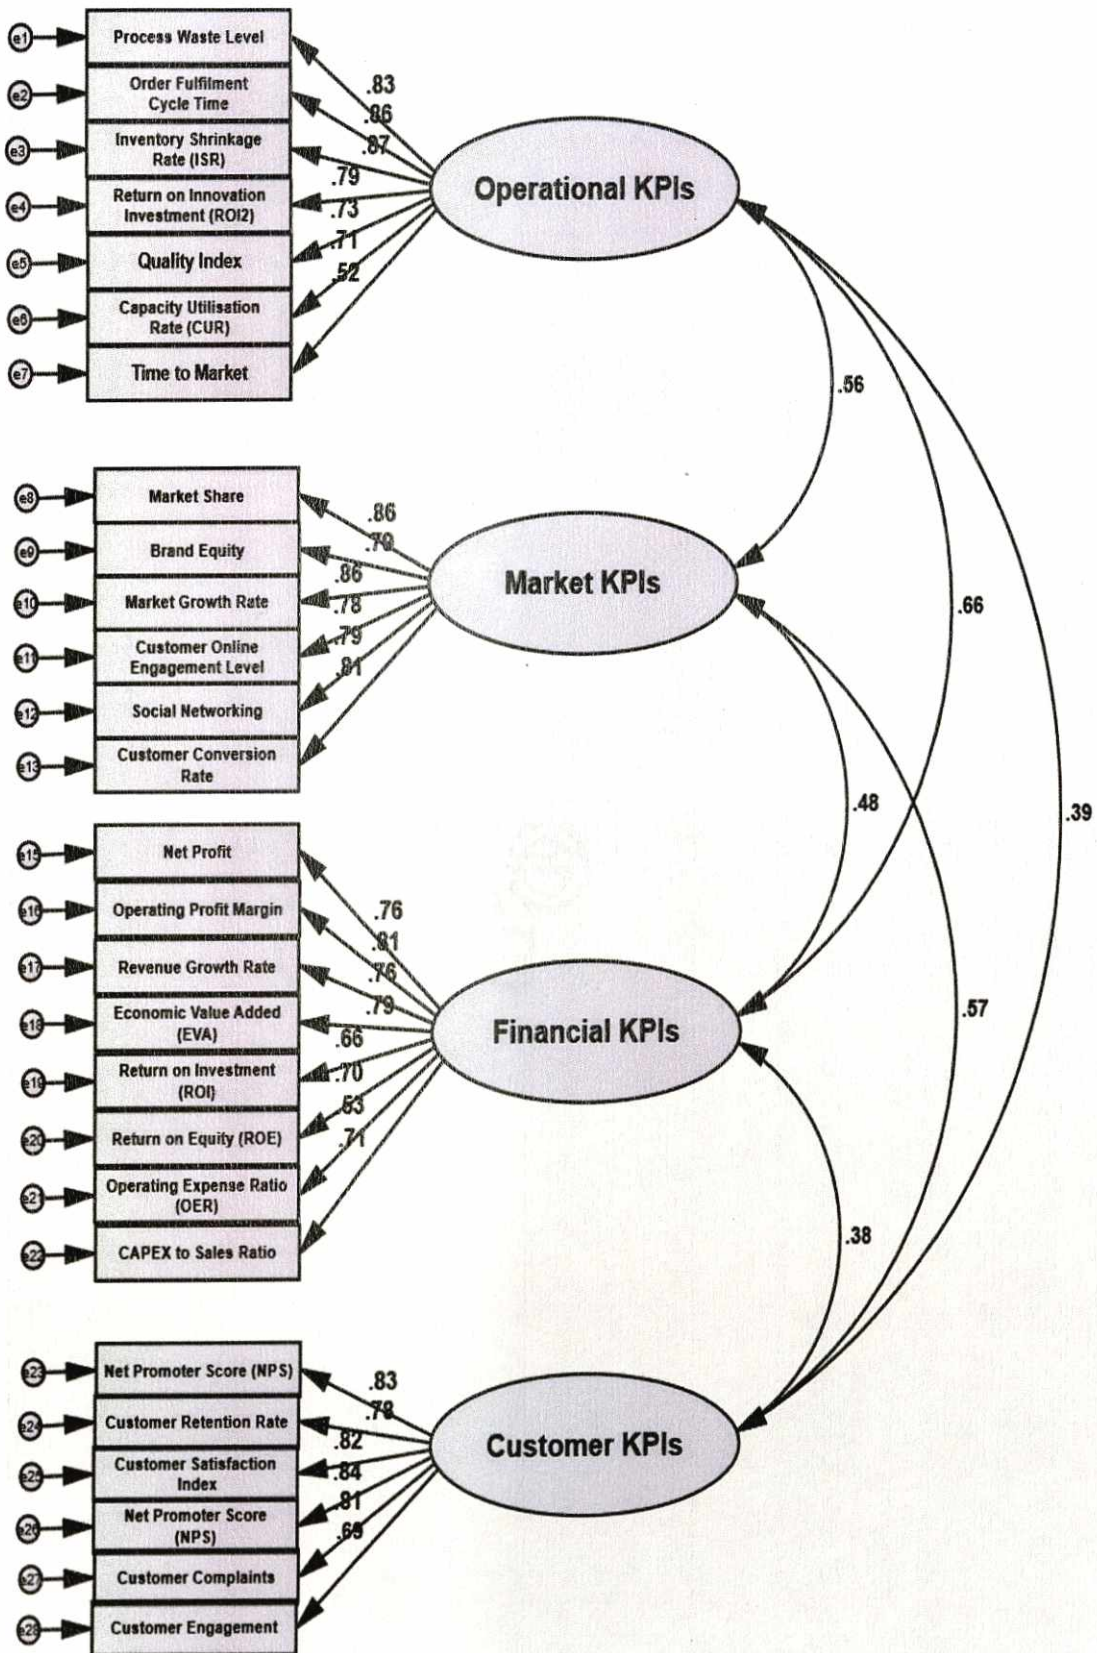 e1
Process Waste Level
e2
Order Fulfilment
Cycle Time
e3
Inventory Shrinkage
Rate (ISR)
e4
Return on Innovation
Investment (ROI2)
e5
Quality Index
e6
Capacity Utilisation
Rate (CUR)
e7
Time to Market
.83
.86
.87
.79
.73
.71
.52
Operational KPIs
.56
e8
Market Share
e9
Brand Equity
e10
Market Growth Rate
e11
Customer Online
Engagement Level
e12
Social Networking
e13
Customer Conversion
Rate
.86
.79
.86
.78
.79
.81
Market KPIs
.66
.48
.39
e15
Net Profit
e16
Operating Profit Margin
e17
Revenue Growth Rate
e18
Economic Value Added
(EVA)
e19
Return on Investment
(ROI)
e20
Return on Equity (ROE)
e21
Operating Expense Ratio
(OER)
e22
CAPEX to Sales Ratio
.76
.81
.76
.79
.66
.70
.53
.71
Financial KPIs
.57
.38
e23
Net Promoter Score (NPS)
e24
Customer Retention Rate
e25
Customer Satisfaction
Index
e26
Net Promoter Score
(NPS)
e27
Customer Complaints
e28
Customer Engagement
.83
.78
.82
.84
.81
.69
Customer KPIs